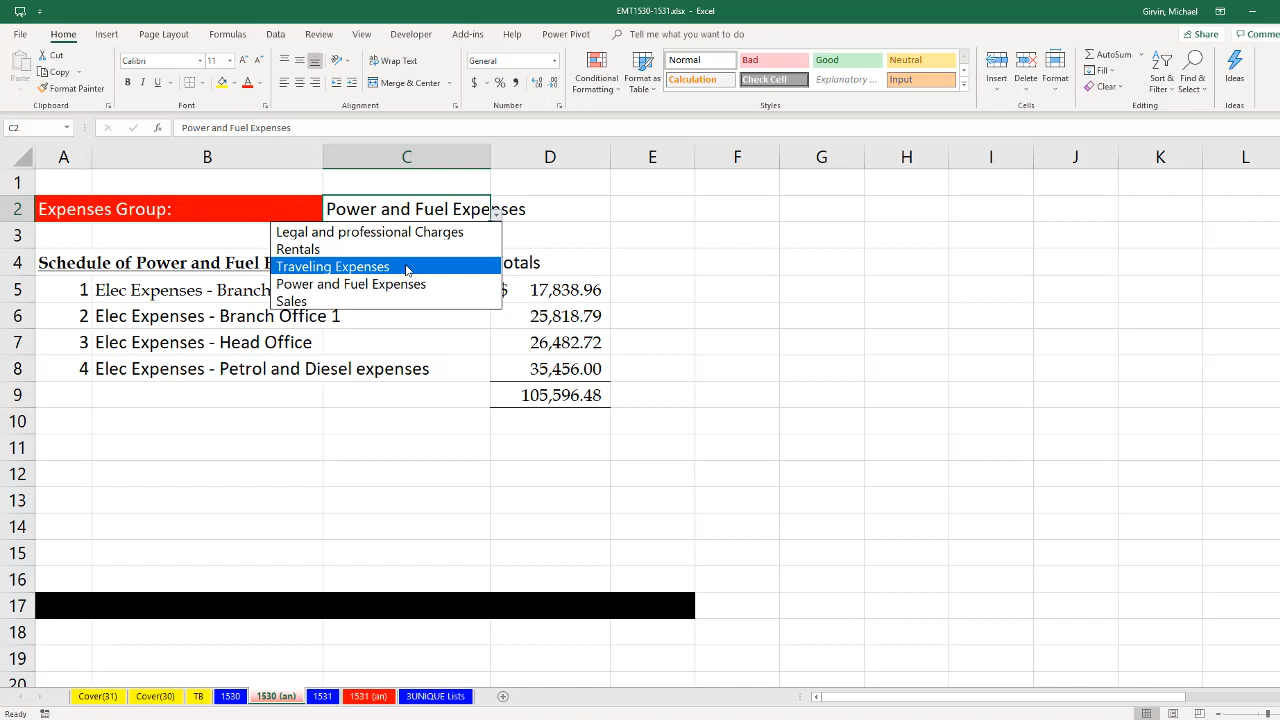 EMT1530-1531.xlsx - Excel
Girvin, Michael
File Home Insert Page Layout Formulas Data Review View Developer Add-ins Help Power Pivot Tell me what you want to do
Share Comme
Paste
Cut
Copy
Format Painter
Clipboard
Calibri 11
B I U
Font
Wrap Text
Merge & Center
Alignment
General
$ % ,
Number
Conditional Formatting
Format as Table
Normal Bad Good Neutral
Calculation Check Cell Explanatory ... Input
Styles
Insert Delete Format
Cells
AutoSum
Fill
Clear
Sort & Filter
Find & Select
Editing
Ideas
Ideas
C2 fx Power and Fuel Expenses
A B C D E F G H I J K L
1
2 Expenses Group: Power and Fuel Expenses
3
Legal and professional Charges
Rentals
Traveling Expenses
Power and Fuel Expenses
Sales
4 Schedule of Power and Fuel otals
5 1 Elec Expenses - Branch $ 17,838.96
6 2 Elec Expenses - Branch Office 1 25,818.79
7 3 Elec Expenses - Head Office 26,482.72
8 4 Elec Expenses - Petrol and Diesel expenses 35,456.00
9 105,596.48
10
11
12
13
14
15
16
17
18
19
20
Cover(31) Cover(30) TB 1530 1530 (an) 1531 1531 (an) 3UNIQUE Lists
Ready